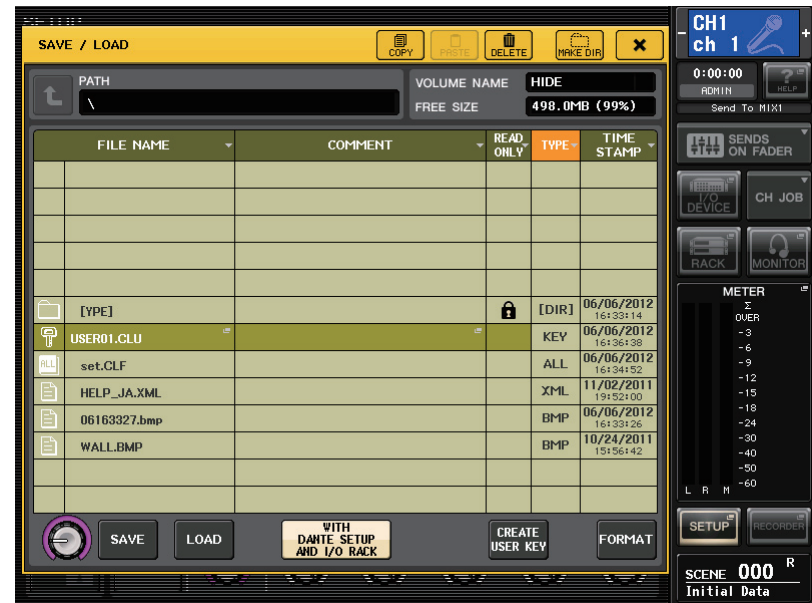 SAVE / LOAD
COPY
PASTE
DELETE
MAKE DIR
PATH
\
VOLUME NAME HIDE
FREE SIZE 498.0MB (99%)
FILE NAME COMMENT READ ONLY TYPE TIME STAMP
[YPE] [DIR] 06/06/2012 16:33:14
USER01.CLU KEY 06/06/2012 16:36:38
ALL set.CLF ALL 06/06/2012 16:34:52
HELP_JA.XML XML 11/02/2011 19:52:00
06163327.bmp BMP 06/06/2012 16:33:26
WALL.BMP BMP 10/24/2011 15:56:42
SAVE
LOAD
WITH
DANTE SETUP
AND I/O RACK
CREATE
USER KEY
FORMAT
CH1
- ch 1 +
0:00:00
ADMIN
?
HELP
Send To MIX1
SENDS
ON FADER
I/O
DEVICE
CH JOB
RACK
MONITOR
METER
Σ
OVER
-3
-6
-9
-12
-15
-18
-24
-30
-40
-50
-60
L R M
SETUP
RECORDER
SCENE 000 R
Initial Data